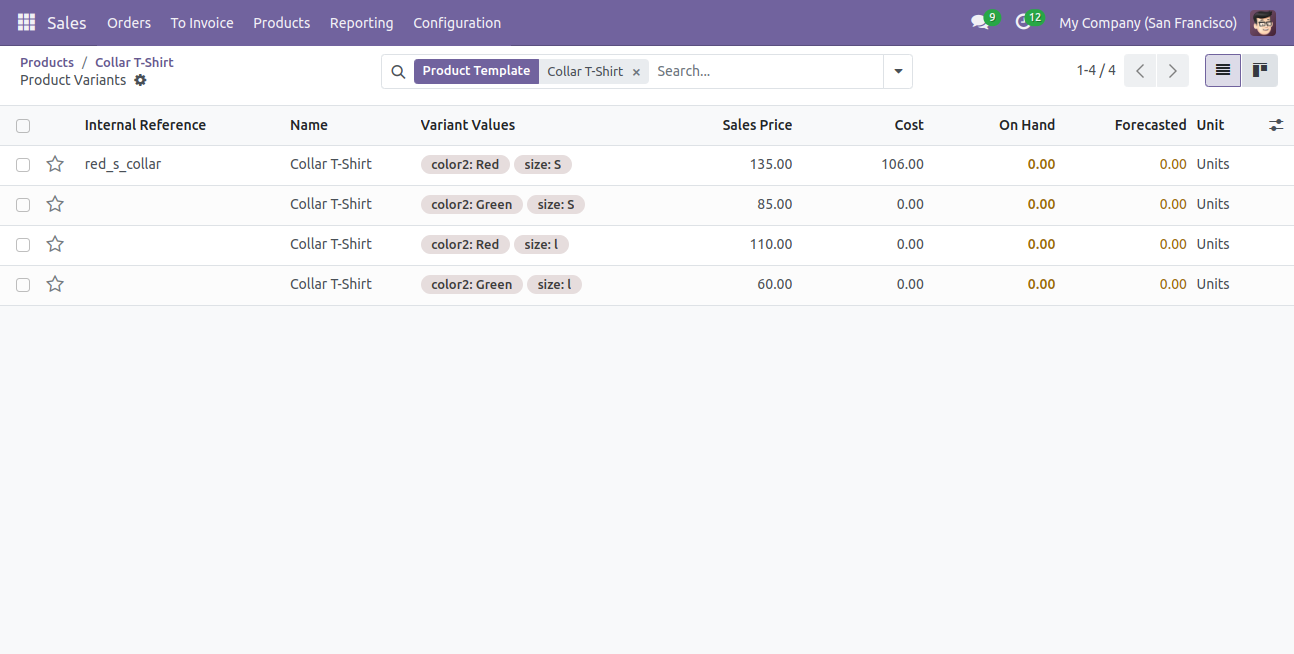 Sales Orders To Invoice Products Reporting Configuration 9 12 My Company (San Francisco)
Products / Collar T-Shirt
Product Variants
Product Template Collar T-Shirt × Search...
1-4 / 4
Internal Reference Name Variant Values Sales Price Cost On Hand Forecasted Unit
red_s_collar Collar T-Shirt color2: Red size: S 135.00 106.00 0.00 0.00 Units
Collar T-Shirt color2: Green size: S 85.00 0.00 0.00 0.00 Units
Collar T-Shirt color2: Red size: l 110.00 0.00 0.00 0.00 Units
Collar T-Shirt color2: Green size: l 60.00 0.00 0.00 0.00 Units